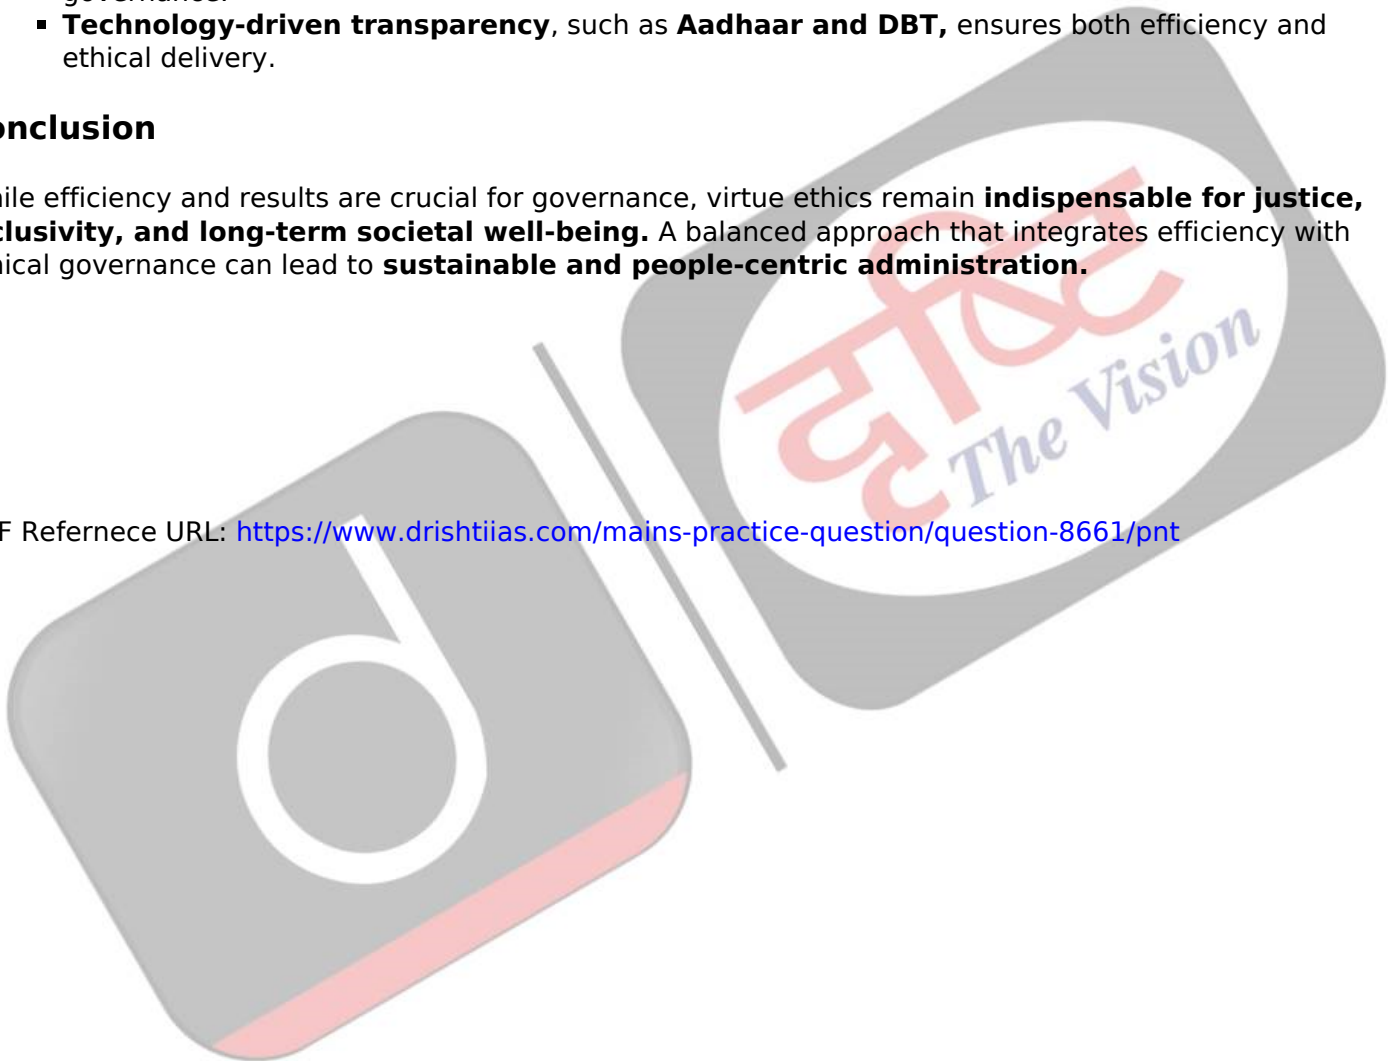 governance.
▪ Technology-driven transparency, such as Aadhaar and DBT, ensures both efficiency and
ethical delivery.
onclusion
ile efficiency and results are crucial for governance, virtue ethics remain indispensable for justice,
clusivity, and long-term societal well-being. A balanced approach that integrates efficiency with
ical governance can lead to sustainable and people-centric administration.
दृष्टि
The Vision
F Refernece URL: https://www.drishtiias.com/mains-practice-question/question-8661/pnt
d